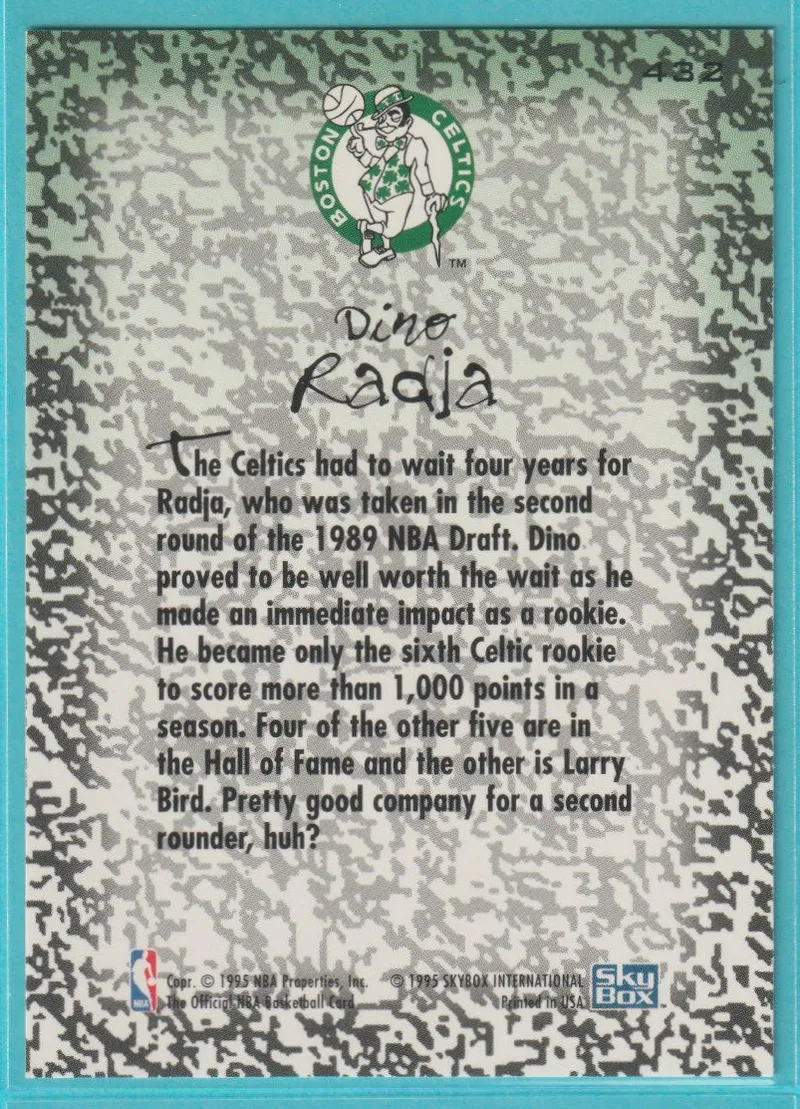 432
BOSTON CELTICS
TM
Dino
Radja
The Celtics had to wait four years for
Radja, who was taken in the second
round of the 1989 NBA Draft. Dino
proved to be well worth the wait as he
made an immediate impact as a rookie.
He became only the sixth Celtic rookie
to score more than 1,000 points in a
season. Four of the other five are in
the Hall of Fame and the other is Larry
Bird. Pretty good company for a second
rounder, huh?
NBA
Copr. © 1995 NBA Properties, Inc.
The Official NBA Basketball Card
© 1995 SKYBOX INTERNATIONAL
Printed in USA
Sky
Box